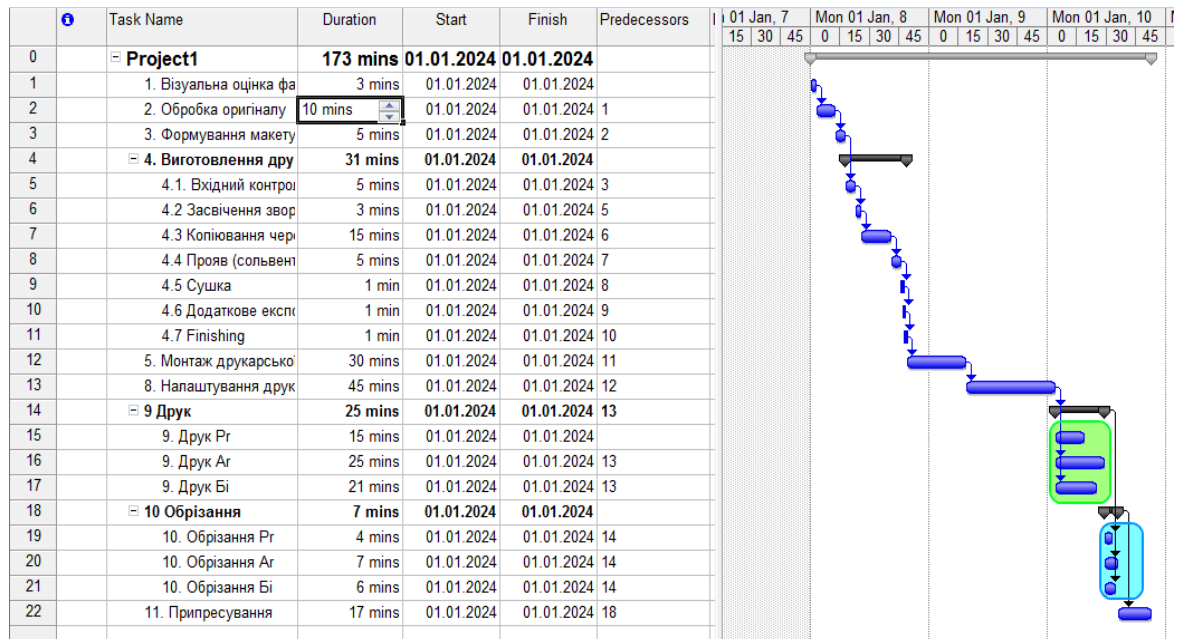 Task Name Duration Start Finish Predecessors 01 Jan, 7 Mon 01 Jan, 8 Mon 01 Jan, 9 Mon 01 Jan, 10
15 30 45 0 15 30 45 0 15 30 45 0 15 30 45
0 Project1 173 mins 01.01.2024 01.01.2024
1 1. Візуальна оцінка фа 3 mins 01.01.2024 01.01.2024
2 2. Обробка оригіналу 10 mins 01.01.2024 01.01.2024 1
3 3. Формування макету 5 mins 01.01.2024 01.01.2024 2
4 4. Виготовлення дру 31 mins 01.01.2024 01.01.2024
5 4.1. Вхідний контрол 5 mins 01.01.2024 01.01.2024 3
6 4.2 Засвічення звор 3 mins 01.01.2024 01.01.2024 5
7 4.3 Копіювання чер 15 mins 01.01.2024 01.01.2024 6
8 4.4 Прояв (сольвент 5 mins 01.01.2024 01.01.2024 7
9 4.5 Сушка 1 min 01.01.2024 01.01.2024 8
10 4.6 Додаткове експо 1 min 01.01.2024 01.01.2024 9
11 4.7 Finishing 1 min 01.01.2024 01.01.2024 10
12 5. Монтаж друкарсько 30 mins 01.01.2024 01.01.2024 11
13 8. Налаштування друк 45 mins 01.01.2024 01.01.2024 12
14 9 Друк 25 mins 01.01.2024 01.01.2024 13
15 9. Друк Pr 15 mins 01.01.2024 01.01.2024
16 9. Друк Ar 25 mins 01.01.2024 01.01.2024 13
17 9. Друк Бі 21 mins 01.01.2024 01.01.2024 13
18 10 Обрізання 7 mins 01.01.2024 01.01.2024
19 10. Обрізання Pr 4 mins 01.01.2024 01.01.2024 14
20 10. Обрізання Ar 7 mins 01.01.2024 01.01.2024 14
21 10. Обрізання Бі 6 mins 01.01.2024 01.01.2024 14
22 11. Припресування 17 mins 01.01.2024 01.01.2024 18